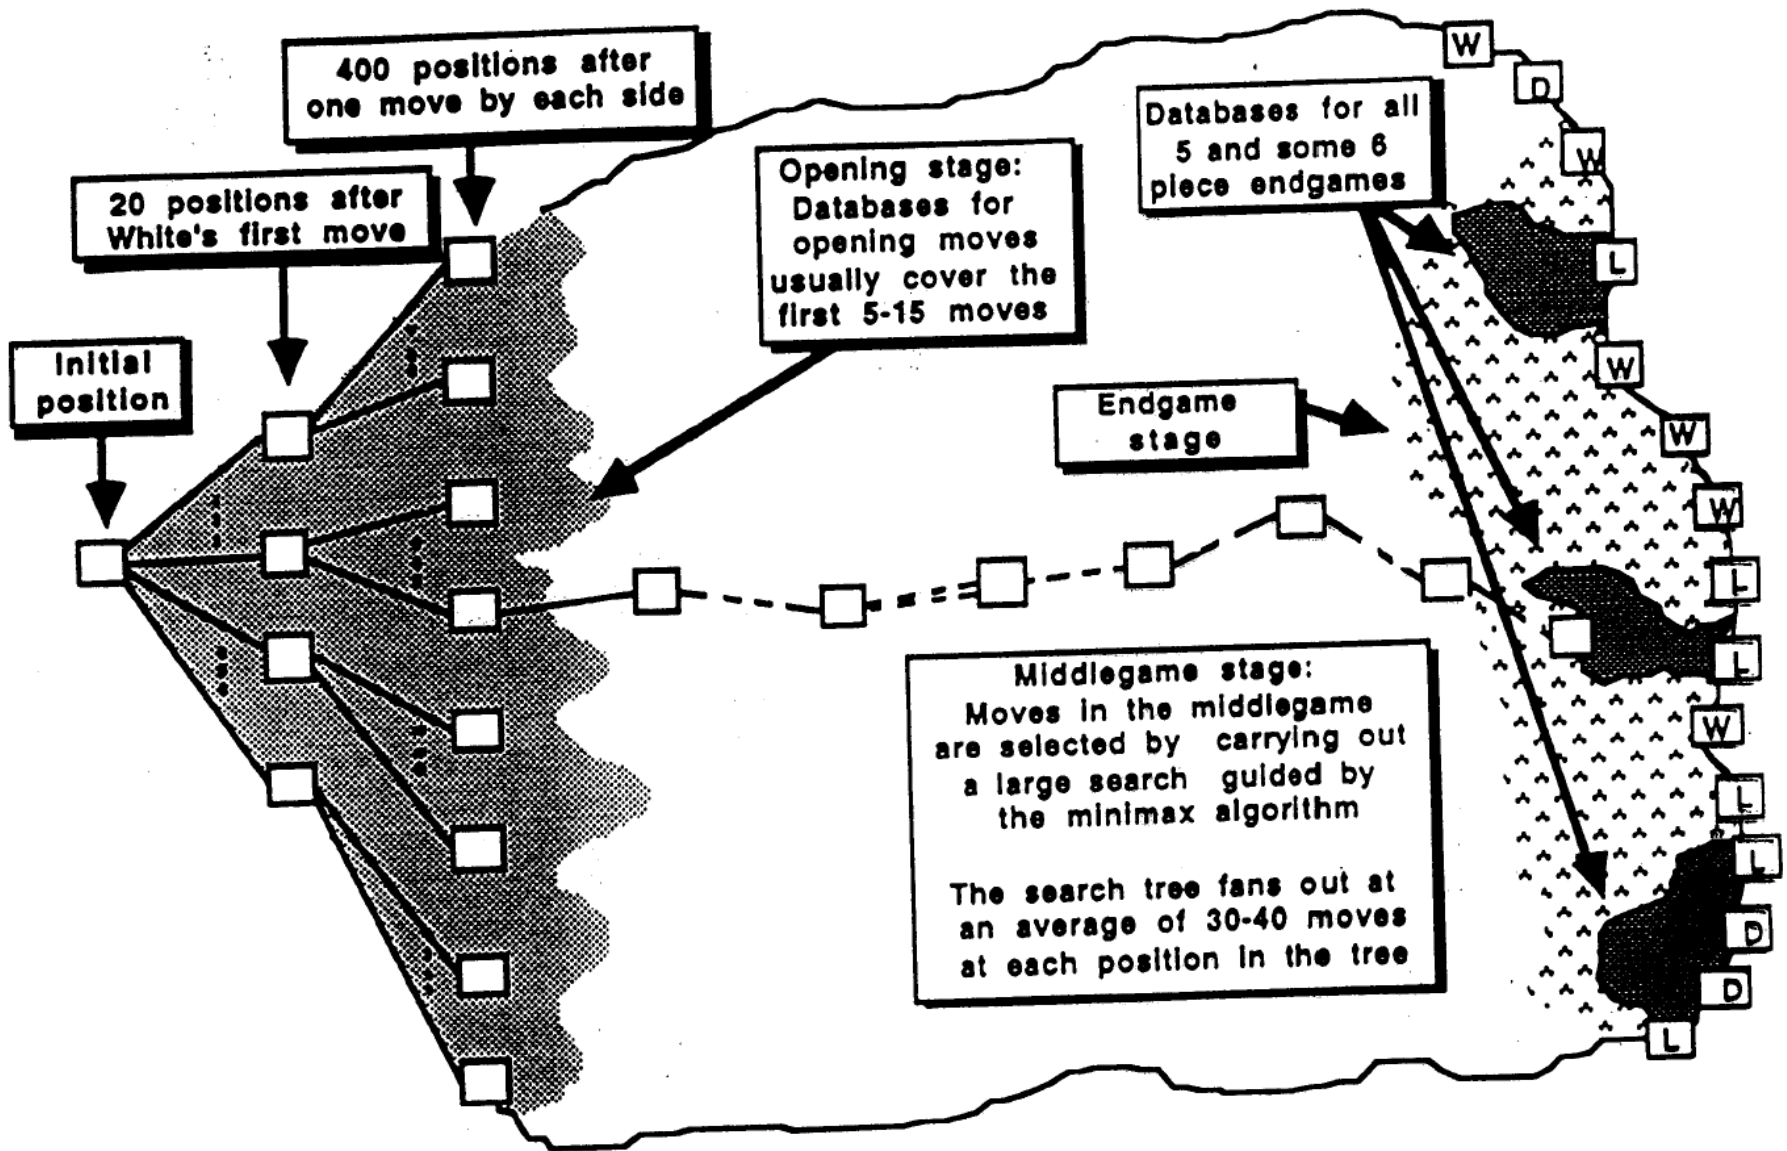 400 positions after
one move by each side
20 positions after
White's first move
Initial
position
Opening stage:
Databases for
opening moves
usually cover the
first 5-15 moves
Databases for all
5 and some 6
piece endgames
Endgame
stage
Middlegame stage:
Moves in the middlegame
are selected by carrying out
a large search guided by
the minimax algorithm
The search tree fans out at
an average of 30-40 moves
at each position in the tree
W
D
W
L
W
W
W
L
L
W
L
L
D
D
L